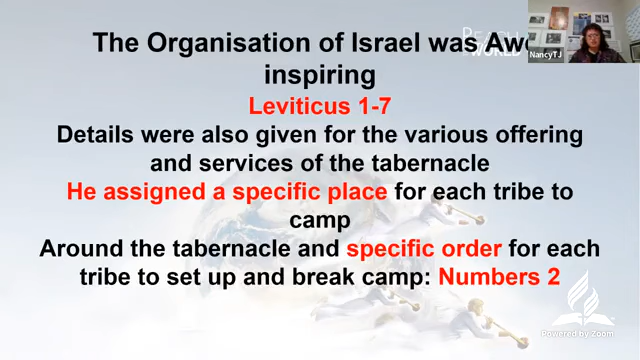 The Organisation of Israel was Awe
inspiring
Leviticus 1-7
Details were also given for the various offering
and services of the tabernacle
He assigned a specific place for each tribe to
camp
Around the tabernacle and specific order for each
tribe to set up and break camp: Numbers 2
WORLD
NancyTJ
Powered by Zoom